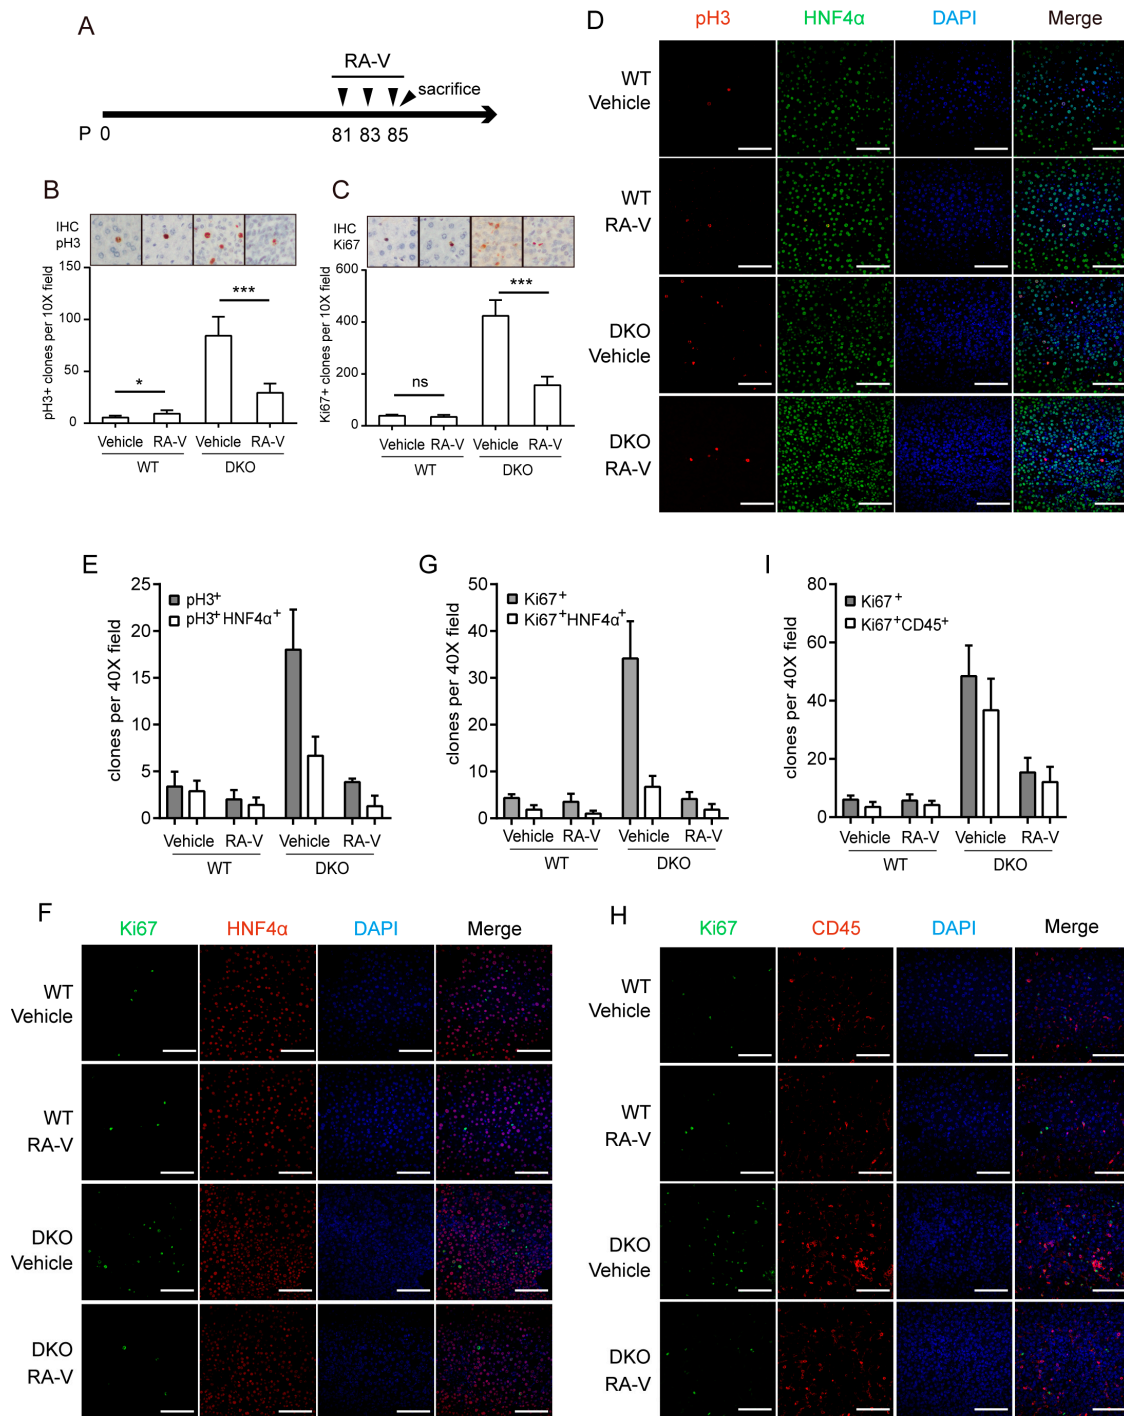 A
RA-V
sacrifice
P 0
81 83 85
B
IHC
pH3
pH3+ clones per 10X field
150
100
50
0
*
***
Vehicle RA-V Vehicle RA-V
WT DKO
C
IHC
Ki67
Ki67+ clones per 10X field
600
400
200
0
ns
***
Vehicle RA-V Vehicle RA-V
WT DKO
D
pH3 HNF4α DAPI Merge
WT
Vehicle
WT
RA-V
DKO
Vehicle
DKO
RA-V
E
clones per 40X field
25
20
15
10
5
0
pH3+
pH3+HNF4α+
Vehicle RA-V Vehicle RA-V
WT DKO
G
clones per 40X field
50
40
30
20
10
0
Ki67+
Ki67+HNF4α+
Vehicle RA-V Vehicle RA-V
WT DKO
I
clones per 40X field
80
60
40
20
0
Ki67+
Ki67+CD45+
Vehicle RA-V Vehicle RA-V
WT DKO
F
Ki67 HNF4α DAPI Merge
WT
Vehicle
WT
RA-V
DKO
Vehicle
DKO
RA-V
H
Ki67 CD45 DAPI Merge
WT
Vehicle
WT
RA-V
DKO
Vehicle
DKO
RA-V